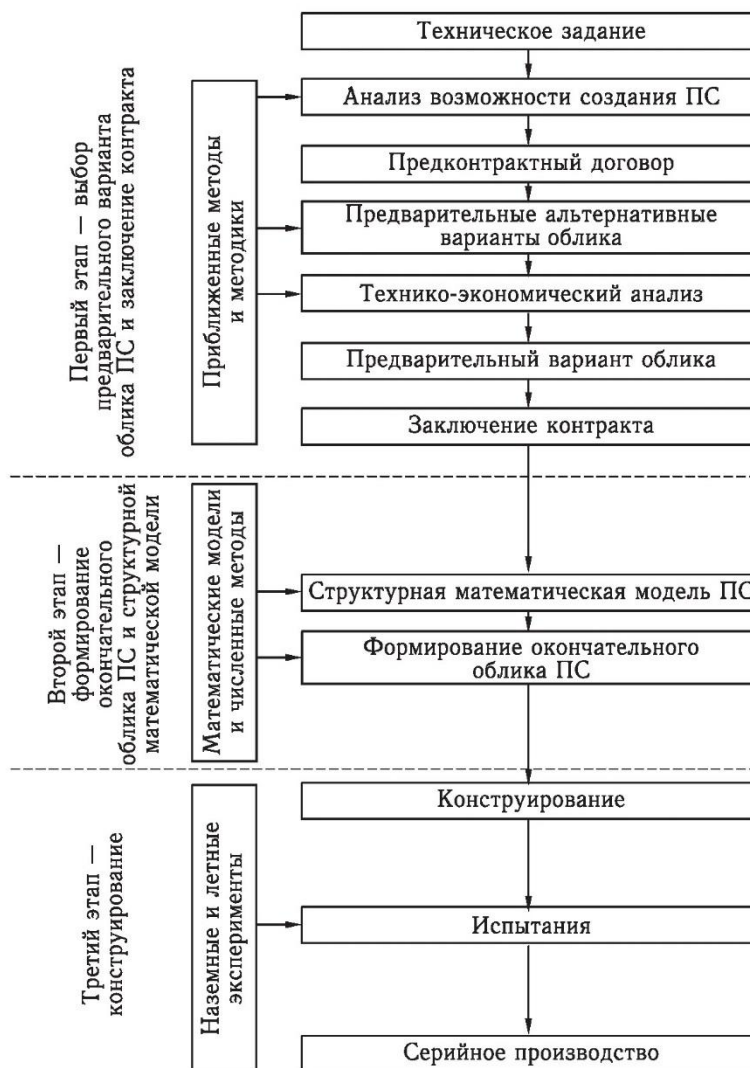 Техническое задание
Первый этап — выбор
предварительного варианта
облика ПС и заключение контракта
Приближенные методы
и методики
Анализ возможности создания ПС
Предконтрактный договор
Предварительные альтернативные
варианты облика
Технико-экономический анализ
Предварительный вариант облика
Заключение контракта
Второй этап —
формирование
окончательного
облика ПС и структурной
математической модели
Математические модели
и численные методы
Структурная математическая модель ПС
Формирование окончательного
облика ПС
Третий этап —
конструирование
Наземные и летные
эксперименты
Конструирование
Испытания
Серийное производство